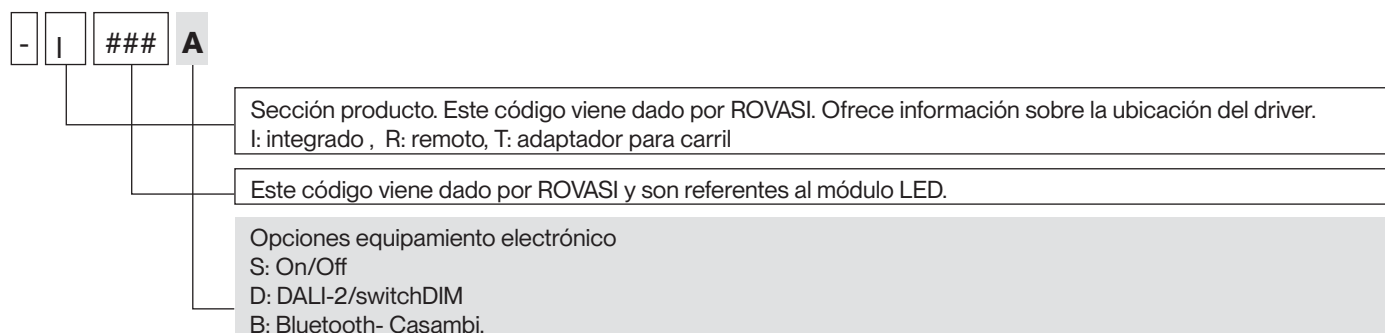 - I ### A
Sección producto. Este código viene dado por ROVASI. Ofrece información sobre la ubicación del driver.
I: integrado , R: remoto, T: adaptador para carril
Este código viene dado por ROVASI y son referentes al módulo LED.
Opciones equipamiento electrónico
S: On/Off
D: DALI-2/switchDIM
B: Bluetooth- Casambi.